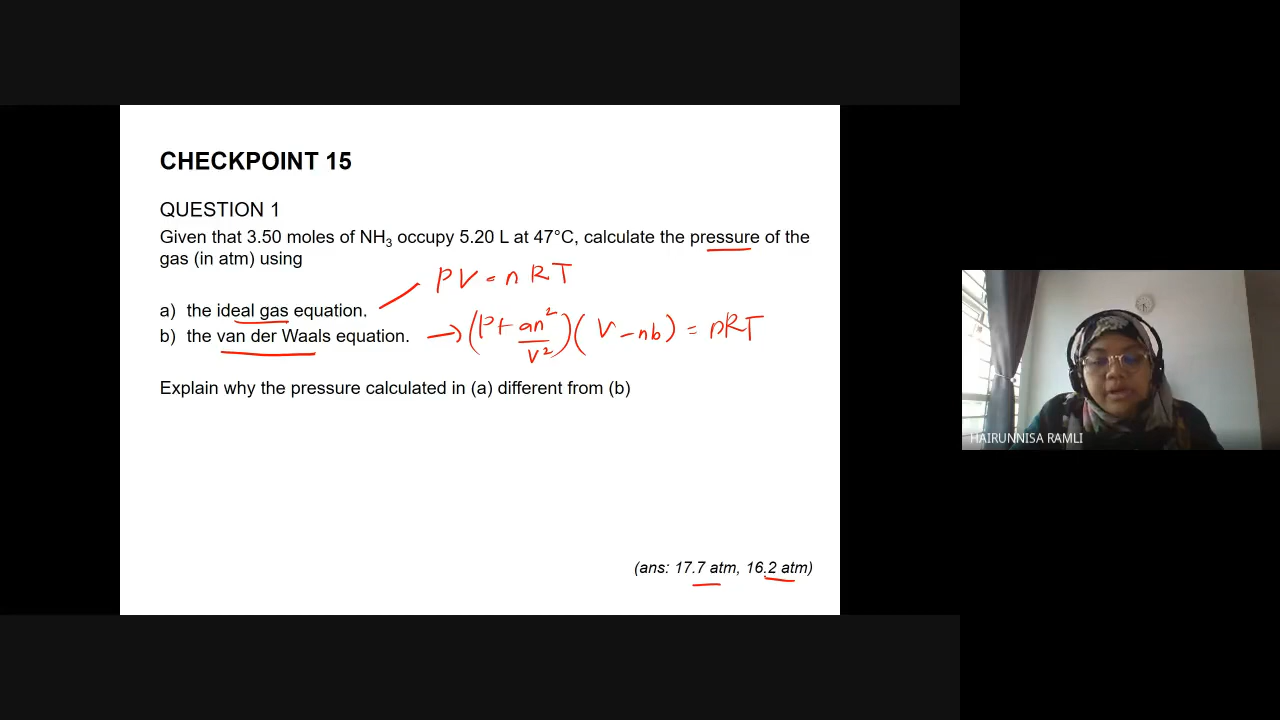 CHECKPOINT 15
QUESTION 1
Given that 3.50 moles of NH₃ occupy 5.20 L at 47°C, calculate the pressure of the
gas (in atm) using
PV = nRT
a) the ideal gas equation.
b) the van der Waals equation. → (P + an²/V²)(V - nb) = nRT
Explain why the pressure calculated in (a) different from (b)
(ans: 17.7 atm, 16.2 atm)
HAIRUNNISA RAMLI